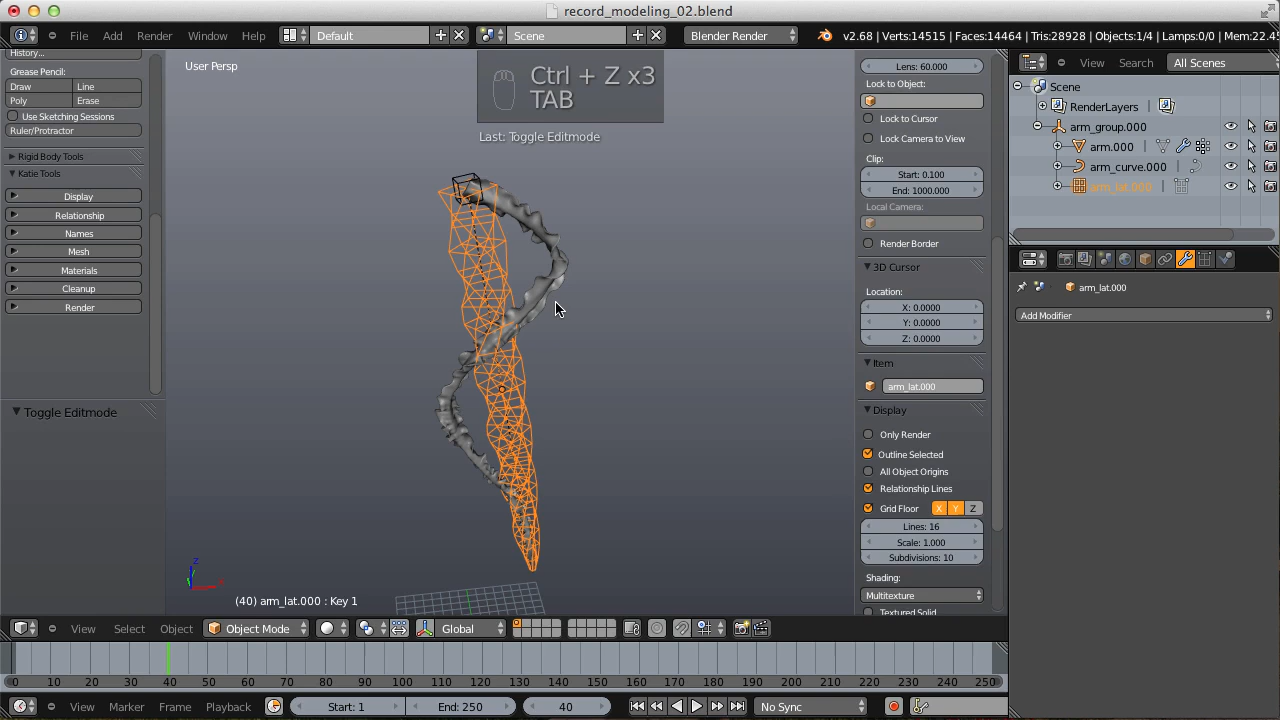 record_modeling_02.blend
File Add Render Window Help Default Scene Blender Render v2.68 | Verts:14515 | Faces:14464 | Tris:28928 | Objects:1/4 | Lamps:0/0 | Mem:22.4
History...
Grease Pencil:
Draw Line
Poly Erase
Use Sketching Sessions
Ruler/Protractor
Rigid Body Tools
Katie Tools
Display
Relationship
Names
Mesh
Materials
Cleanup
Render
Toggle Editmode
User Persp
Ctrl + Z x3
TAB
Last: Toggle Editmode
z
(40) arm_lat.000 : Key 1
Lens: 60.000
Lock to Object:
Lock to Cursor
Lock Camera to View
Clip:
Start: 0.100
End: 1000.000
Local Camera:
Render Border
3D Cursor
Location:
X: 0.0000
Y: 0.0000
Z: 0.0000
Item
arm_lat.000
Display
Only Render
Outline Selected
All Object Origins
Relationship Lines
Grid Floor X Y Z
Lines: 16
Scale: 1.000
Subdivisions: 10
Shading:
Multitexture
Textured Solid
View Search All Scenes
Scene
RenderLayers
arm_group.000
arm.000
arm_curve.000
arm_lat.000
arm_lat.000
Add Modifier
View Select Object Object Mode Global
0 10 20 30 40 50 60 70 80 90 100 110 120 130 140 150 160 170 180 190 200 210 220 230 240 250
View Marker Frame Playback Start: 1 End: 250 40 No Sync